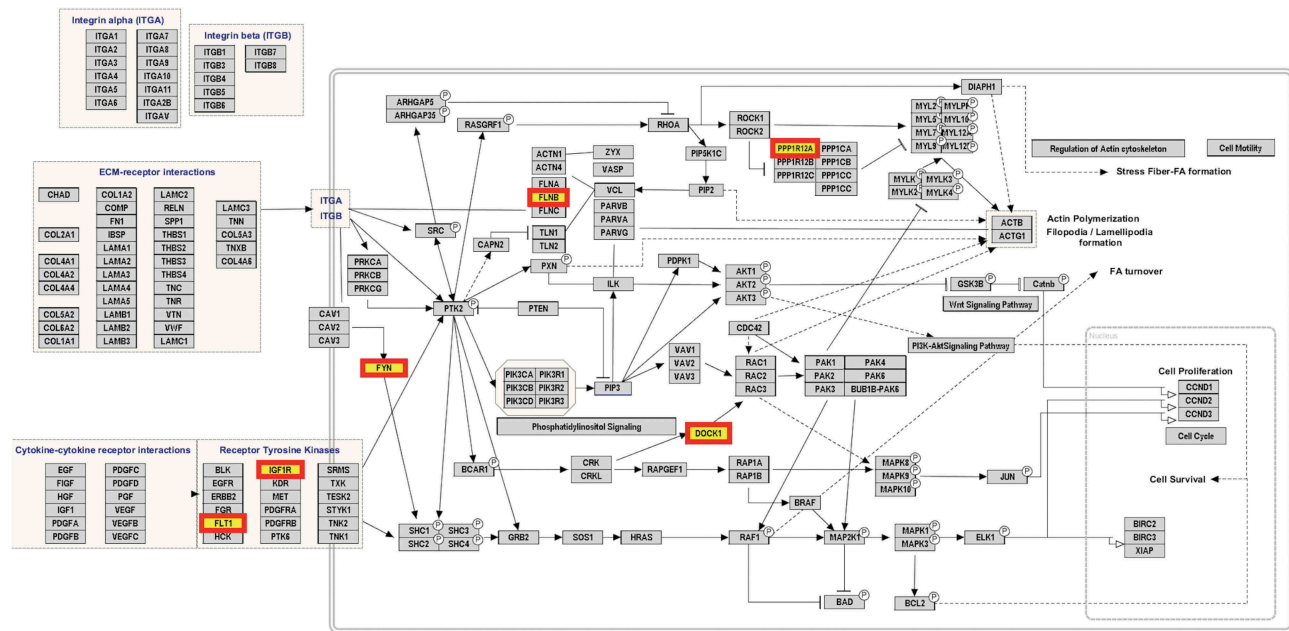 Integrin alpha (ITGA)
ITGA1 ITGA7
ITGA2 ITGA8
ITGA3 ITGA9
ITGA4 ITGA10
ITGA5 ITGA11
ITGA6 ITGA2B
ITGAV
Integrin beta (ITGB)
ITGB1 ITGB7
ITGB3 ITGB8
ITGB4
ITGB5
ITGB6
ECM-receptor interactions
CHAD
COL2A1
COL4A1
COL4A2
COL4A4
COL5A2
COL6A2
COL1A1
COL1A2
COMP
FN1
IBSP
LAMA1
LAMA2
LAMA3
LAMA4
LAMA5
LAMB1
LAMB2
LAMB3
LAMC2
RELN
SPP1
THBS1
THBS2
THBS3
THBS4
TNC
TNR
VTN
VWF
LAMC1
LAMC3
TNN
COL5A3
TNXB
COL4A6
Cytokine-cytokine receptor interactions
EGF PDGFC
FIGF PDGFD
HGF PGF
IGF1 VEGF
PDGFA VEGFB
PDGFB VEGFC
Receptor Tyrosine Kinases
BLK IGF1R SRMS
EGFR KDR TXK
ERBB2 MET TESK2
FGR PDGFRA STYK1
FLT1 PDGFRB TNK2
HCK PTK6 TNK1
ITGA
ITGB
CAV1
CAV2
CAV3
FYN
ARHGAP5 P
ARHGAP35 P
RASGRF1 P
SRC P
PRKCA
PRKCB
PRKCG
PTK2 P
CAPN2
PTEN
ACTN1
ACTN4
FLNA
FLNB
FLNC
TLN1
TLN2
PXN P
ZYX
VASP
VCL
PARVB
PARVA
PARVG
ILK
RHOA
PIP5K1C
PIP2
ROCK1
ROCK2
PPP1R12A PPP1CA
PPP1R12B PPP1CB
PPP1R12C PPP1CC
PPP1CC
DIAPH1
MYL2
MYL5 MYL10
MYL7
MYL9
MYLK MYLK3
MYLK2 MYLK4
ACTB
ACTG1
Regulation of Actin cytoskeleton
Cell Motility
Stress Fiber-FA formation
Actin Polymerization
Filopodia / Lamellipodia
formation
FA turnover
PDPK1
AKT1 P
AKT2 P
AKT3 P
GSK3B P
Catnb P
Wnt Signaling Pathway
PI3K-AktSignaling Pathway
CDC42
RAC1
RAC2
RAC3
VAV1
VAV2
VAV3
PAK1 PAK4
PAK2 PAK6
PAK3 BUB1B-PAK6
PIK3CA PIK3R1
PIK3CB PIK3R2
PIK3CD PIK3R3
PIP3
Phosphatidylinositol Signaling
DOCK1
BCAR1 P
CRK
CRKL
RAPGEF1
RAP1A
RAP1B
BRAF
MAPK8 P
MAPK9 P
MAPK10 P
JUN P
SHC1 P SHC3 P
SHC2 P SHC4 P
GRB2
SOS1
HRAS
RAF1 P
MAP2K1 P
MAPK1 P
MAPK3 P
ELK1 P
BAD P
BCL2 P
Nucleus
Cell Proliferation
CCND1
CCND2
CCND3
Cell Cycle
Cell Survival
BIRC2
BIRC3
XIAP